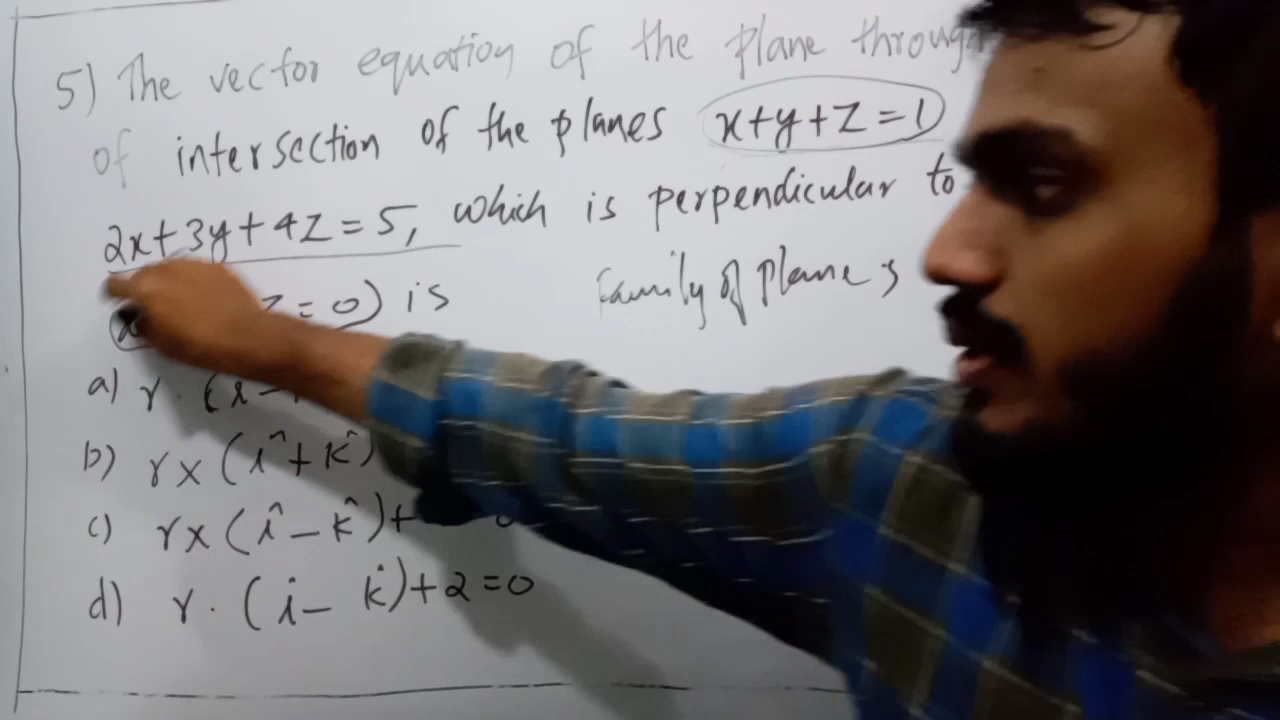 5) The vector equation of the plane through
of intersection of the planes x+y+z=1
2x+3y+4z=5, which is perpendicular to
z=0) is
Family of planes
a) r. (i-
b) r×(î+k̂)
c) r×(î-k̂)+
d) r. (i- k)+2=0